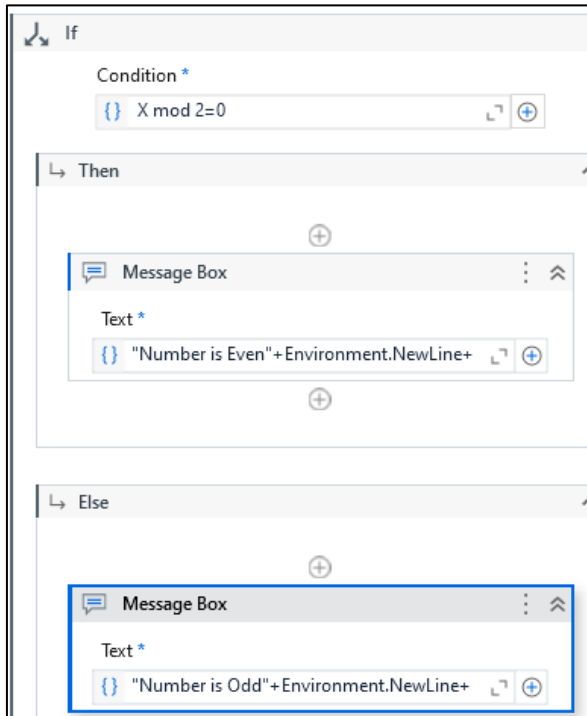 If
Condition *
{} X mod 2=0
Then
Message Box
Text *
{} "Number is Even"+Environment.NewLine+
Else
Message Box
Text *
{} "Number is Odd"+Environment.NewLine+